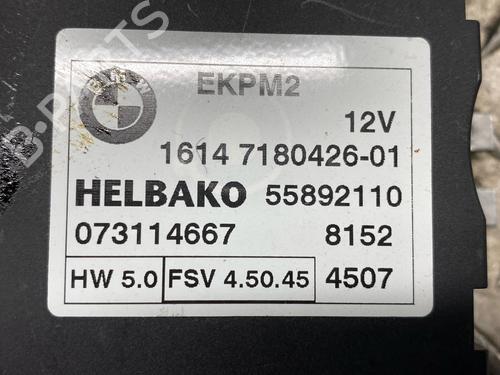 BMW
EKPM2
12V
1614 7180426-01
HELBAKO 55892110
073114667 8152
HW 5.0 FSV 4.50.45 4507